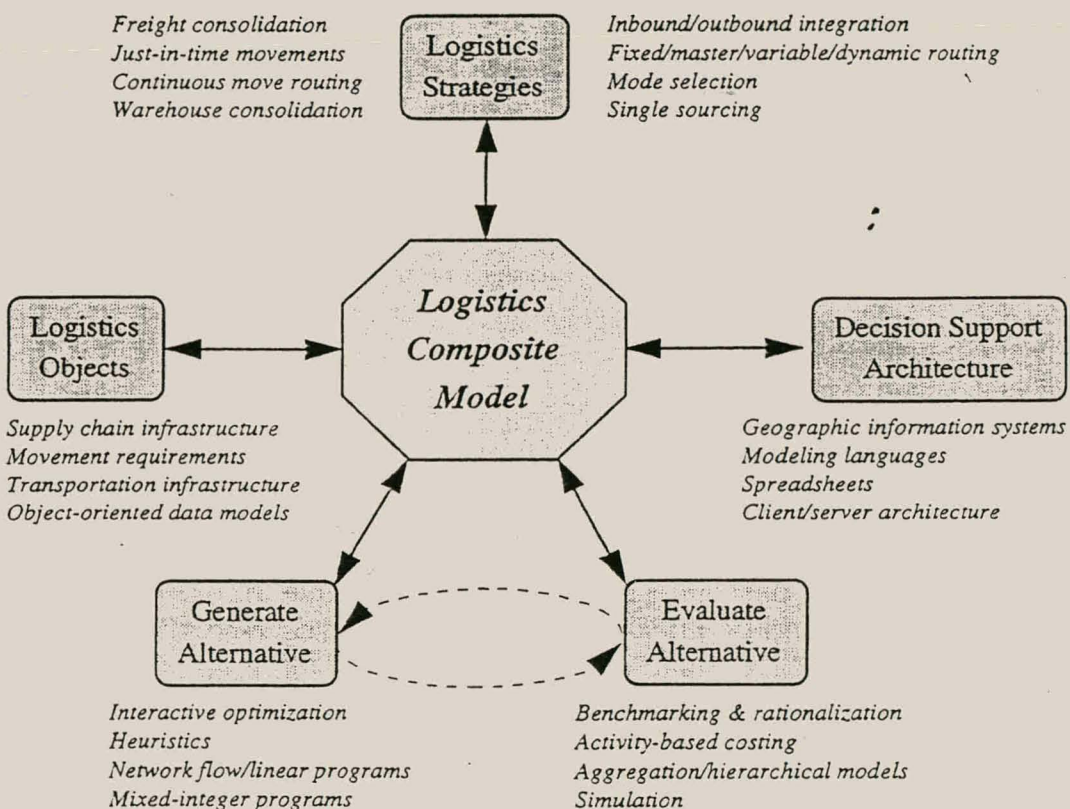 Freight consolidation
Just-in-time movements
Continuous move routing
Warehouse consolidation
Logistics
Strategies
Inbound/outbound integration
Fixed/master/variable/dynamic routing
Mode selection
Single sourcing
Logistics
Composite
Model
Logistics
Objects
Supply chain infrastructure
Movement requirements
Transportation infrastructure
Object-oriented data models
Decision Support
Architecture
Geographic information systems
Modeling languages
Spreadsheets
Client/server architecture
Generate
Alternative
Interactive optimization
Heuristics
Network flow/linear programs
Mixed-integer programs
Evaluate
Alternative
Benchmarking & rationalization
Activity-based costing
Aggregation/hierarchical models
Simulation